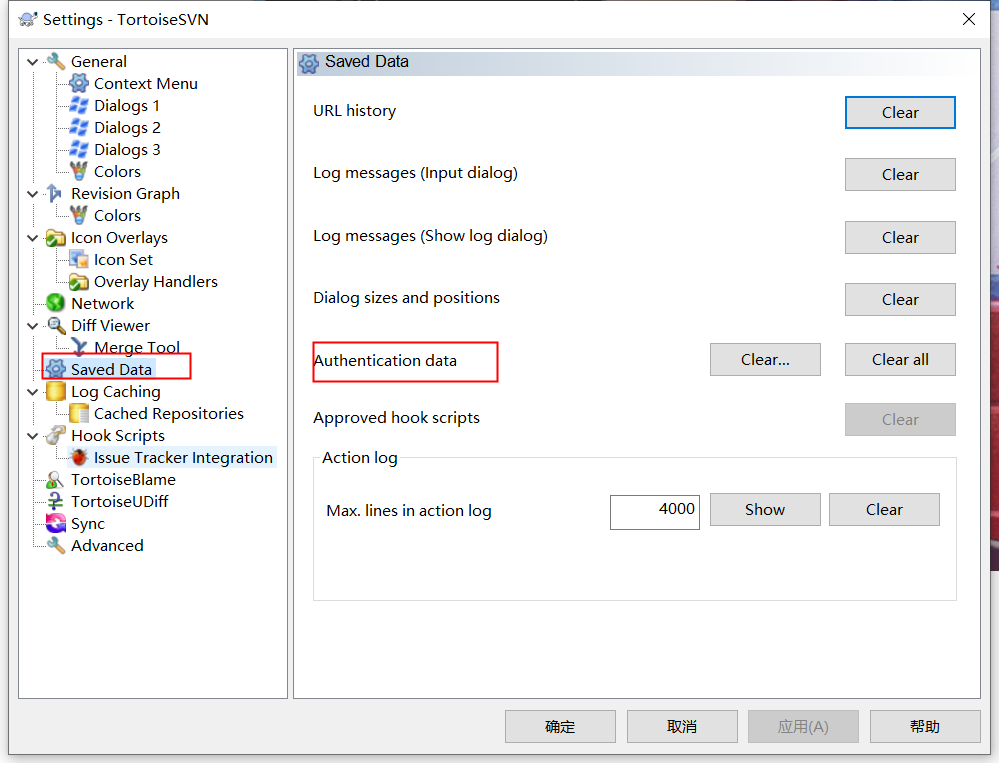 Settings - TortoiseSVN
General
Context Menu
Dialogs 1
Dialogs 2
Dialogs 3
Colors
Revision Graph
Colors
Icon Overlays
Icon Set
Overlay Handlers
Network
Diff Viewer
Merge Tool
Saved Data
Log Caching
Cached Repositories
Hook Scripts
Issue Tracker Integration
TortoiseBlame
TortoiseUDiff
Sync
Advanced
Saved Data
URL history Clear
Log messages (Input dialog) Clear
Log messages (Show log dialog) Clear
Dialog sizes and positions Clear
Authentication data Clear... Clear all
Approved hook scripts Clear
Action log
Max. lines in action log 4000 Show Clear
确定 取消 应用(A) 帮助